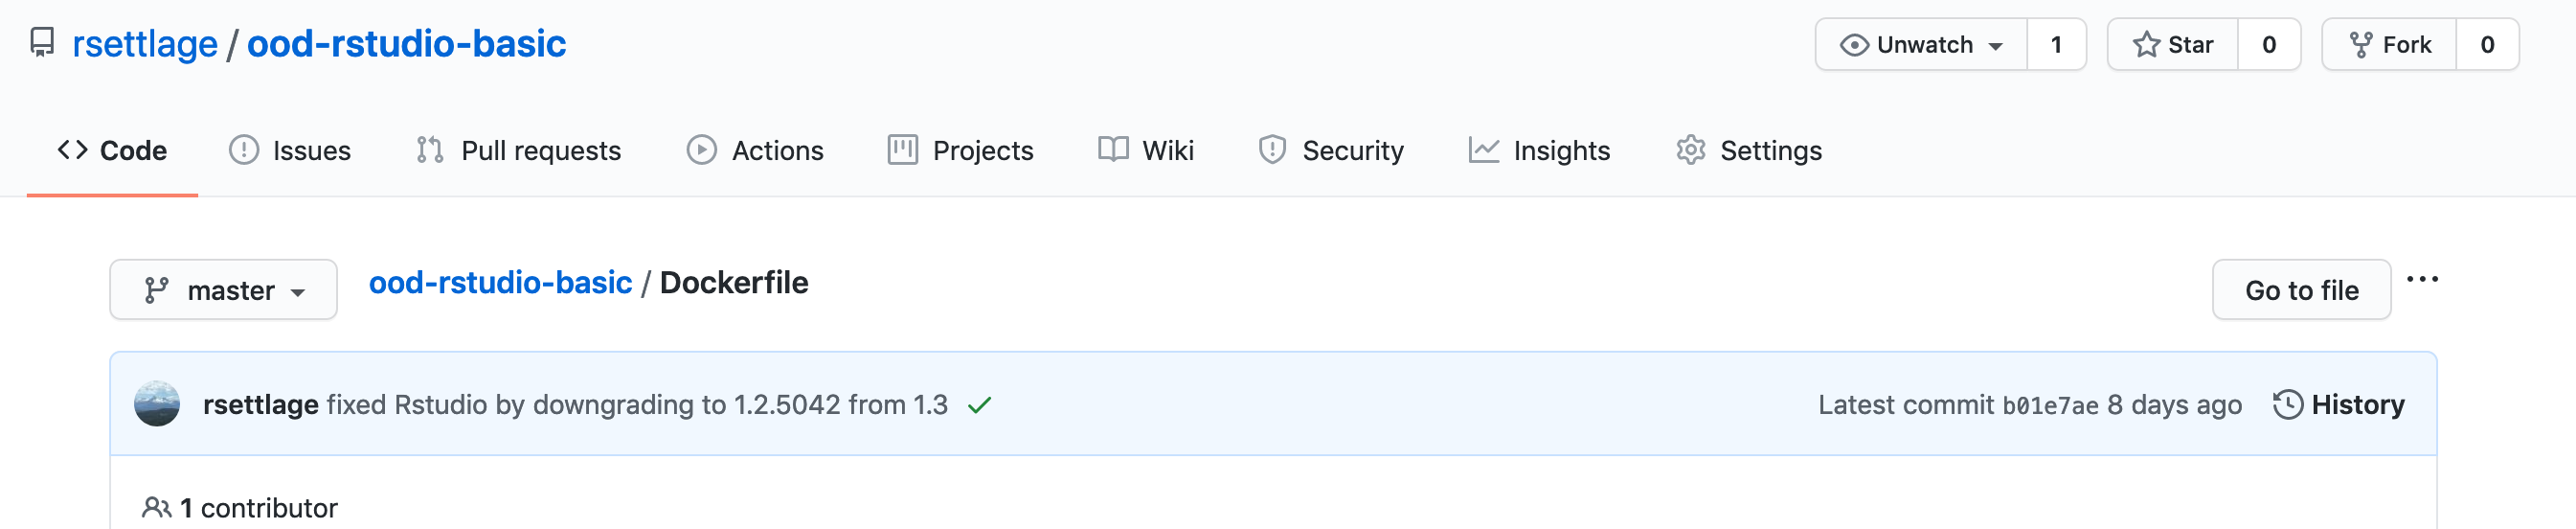 rsettlage / ood-rstudio-basic Unwatch 1 Star 0 Fork 0
Code Issues Pull requests Actions Projects Wiki Security Insights Settings
master ood-rstudio-basic / Dockerfile Go to file ...
rsettlage fixed Rstudio by downgrading to 1.2.5042 from 1.3 Latest commit b01e7ae 8 days ago History
1 contributor